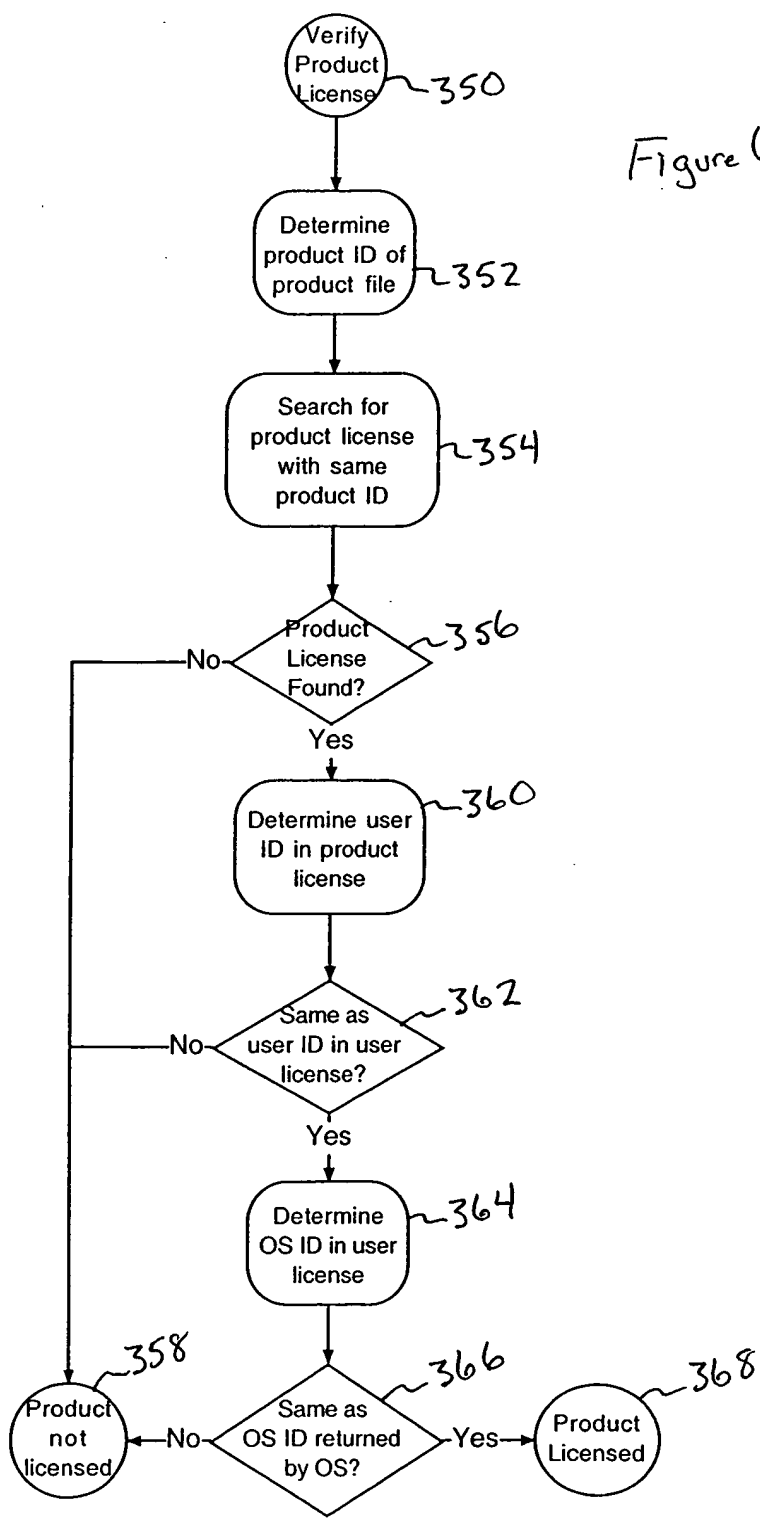 Verify
Product
License
350
Figure
Determine
product ID of
product file
352
Search for
product license
with same
product ID
354
Product
License
Found?
356
No
Yes
Determine user
ID in product
license
360
Same as
user ID in user
license?
362
No
Yes
Determine
OS ID in user
license
364
358
Product
not
licensed
No
Same as
OS ID returned
by OS?
366
Yes
Product
Licensed
368